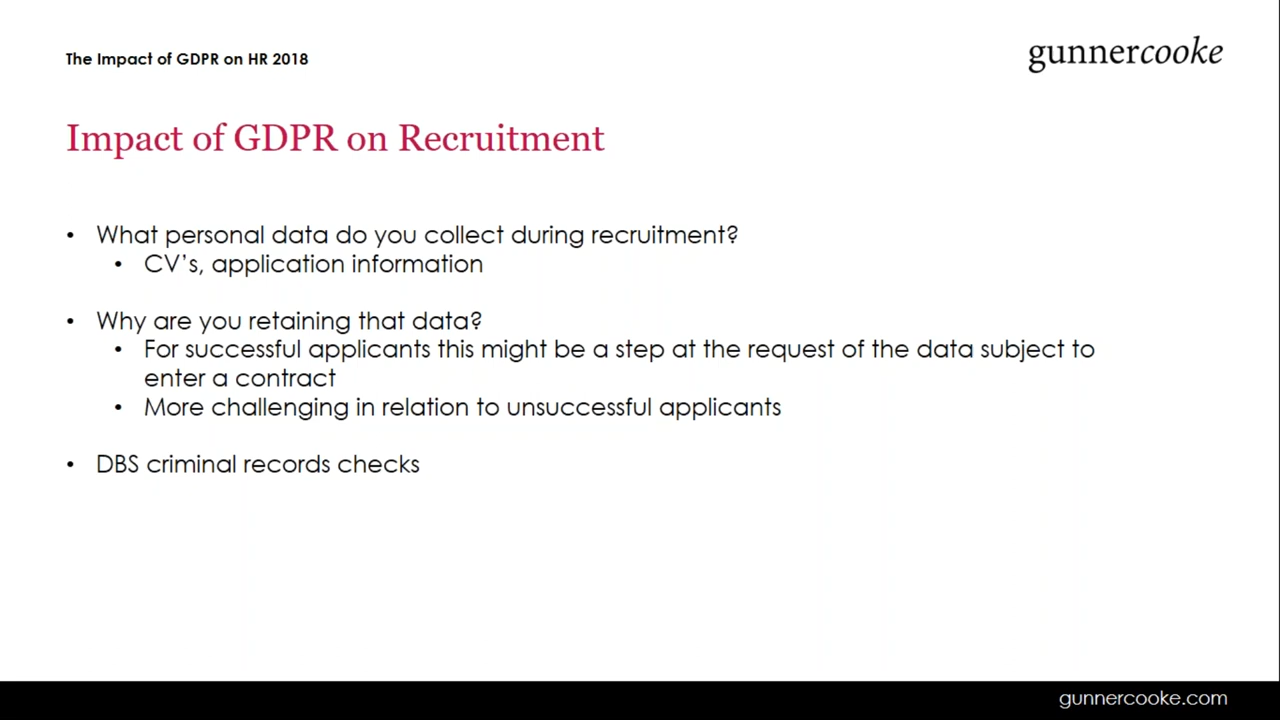 The Impact of GDPR on HR 2018
gunnercooke
Impact of GDPR on Recruitment
• What personal data do you collect during recruitment?
• CV's, application information
• Why are you retaining that data?
• For successful applicants this might be a step at the request of the data subject to
enter a contract
• More challenging in relation to unsuccessful applicants
• DBS criminal records checks
gunnercooke.com